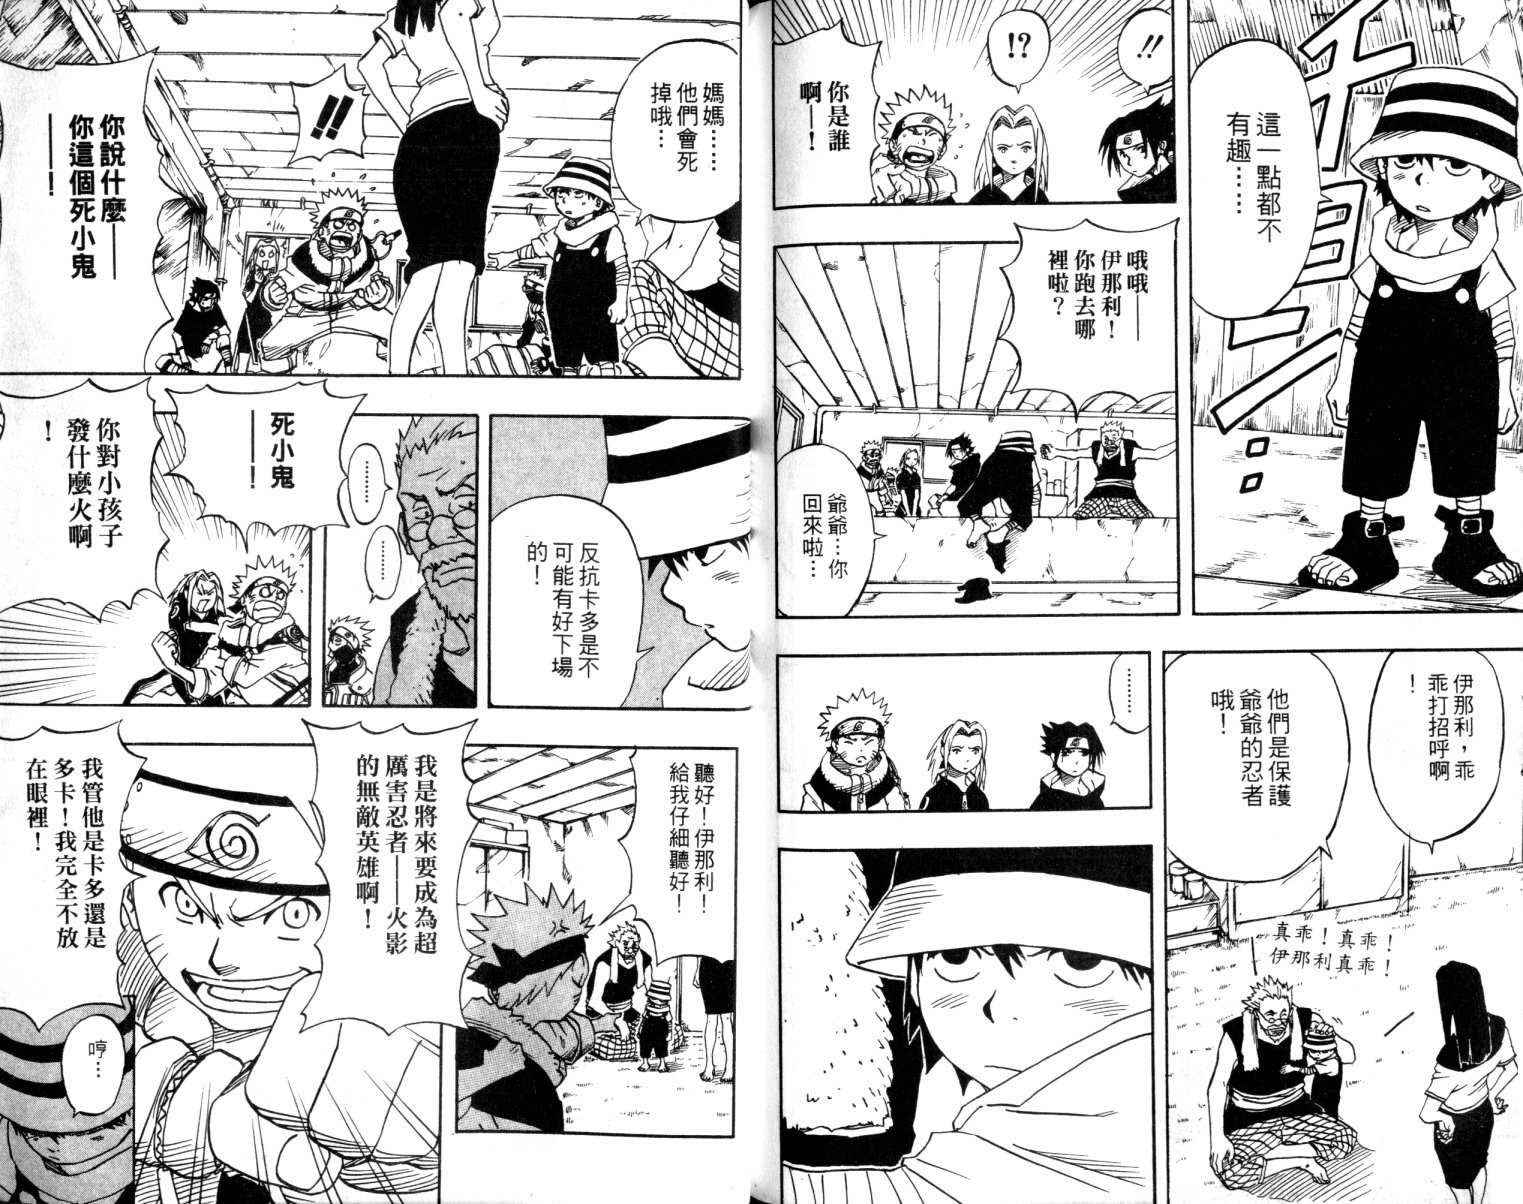 這一點都不
有趣……
チョコン
!!
!?
你是誰
啊—！
哦哦——
伊那利！
你跑去哪
裡啦？
爺爺…你
回來啦…
伊那利，乖
乖打招呼啊
！
他們是保護
爺爺的忍者
哦！
真乖！真乖！
伊那利真乖！
………
媽媽……
他們會死
掉哦…
!!
你說什麼——
你這個死小鬼
——！
反抗卡多是不
可能有好下場
的！
………
………
死小鬼
——！
你對小孩子
發什麼火啊
！
聽好！伊那利！
給我仔細聽好！
我是將來要成為超
厲害忍者——火影
的無敵英雄啊！
我管他是卡多還是
多卡！我完全不放
在眼裡！
哼…